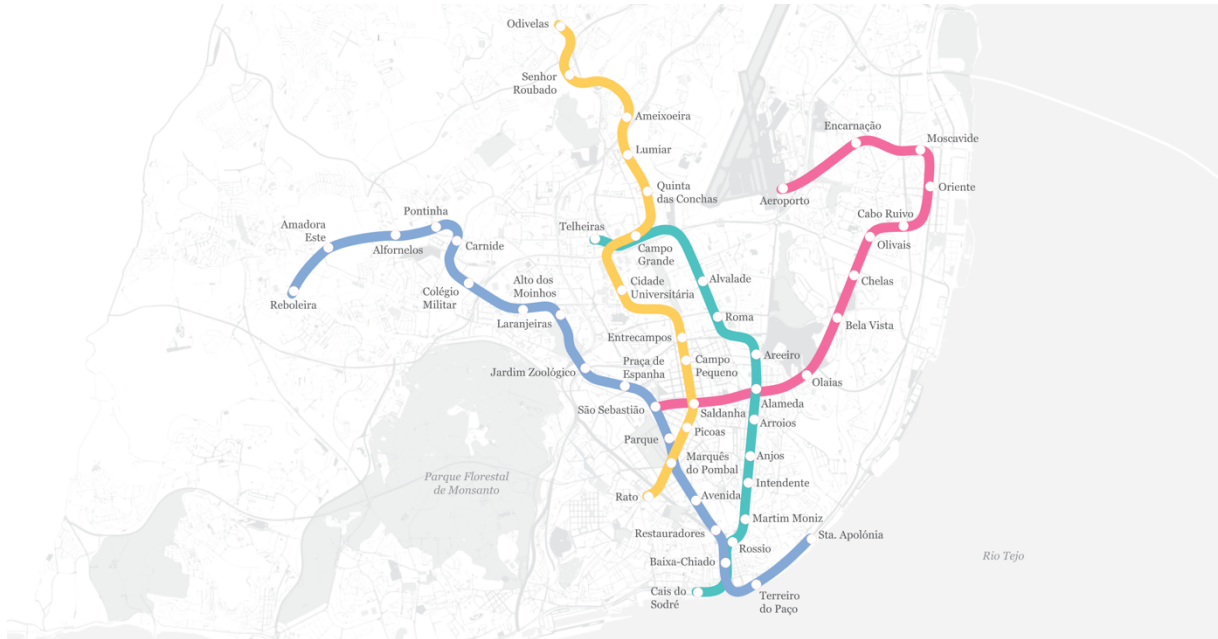 Odivelas
Senhor
Roubado
Ameixoeira
Lumiar
Quinta
das Conchas
Encarnação
Moscavide
Aeroporto
Oriente
Cabo Ruivo
Olivais
Telheiras
Campo
Grande
Pontinha
Amadora
Este
Alfornelos
Carnide
Reboleira
Colégio
Militar
Alto dos
Moinhos
Laranjeiras
Cidade
Universitária
Alvalade
Chelas
Roma
Bela Vista
Entrecampos
Areeiro
Praça de
Espanha
Campo
Pequeno
Jardim Zoológico
Olaias
São Sebastião
Saldanha
Alameda
Arroios
Picoas
Parque
Marquês
do Pombal
Anjos
Parque Florestal
de Monsanto
Intendente
Rato
Avenida
Martim Moniz
Restauradores
Sta. Apolónia
Rossio
Rio Tejo
Baixa-Chiado
Cais do
Sodré
Terreiro
do Paço